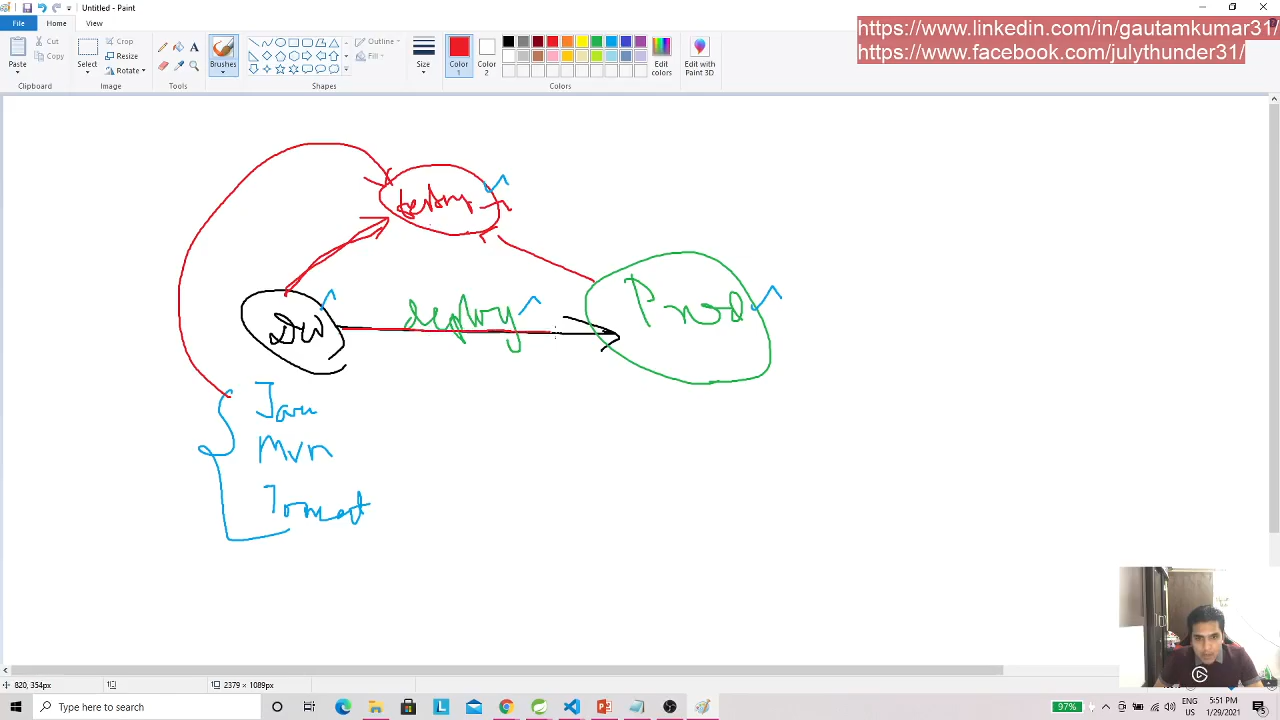 Untitled - Paint
File
Home
View
Paste
Cut
Copy
Clipboard
Select
Crop
Resize
Rotate
Image
Tools
Brushes
Outline
Fill
Shapes
Size
Color 1
Color 2
Edit colors
Colors
Edit with Paint 3D
https://www.linkedin.com/in/gautamkumar31/
https://www.facebook.com/julythunder31/
deploy
Prod
Java
Mvn
Tomcat
820, 354px
2379 × 1089px
Type here to search
97%
ENG
5:51 PM
1/29/2021